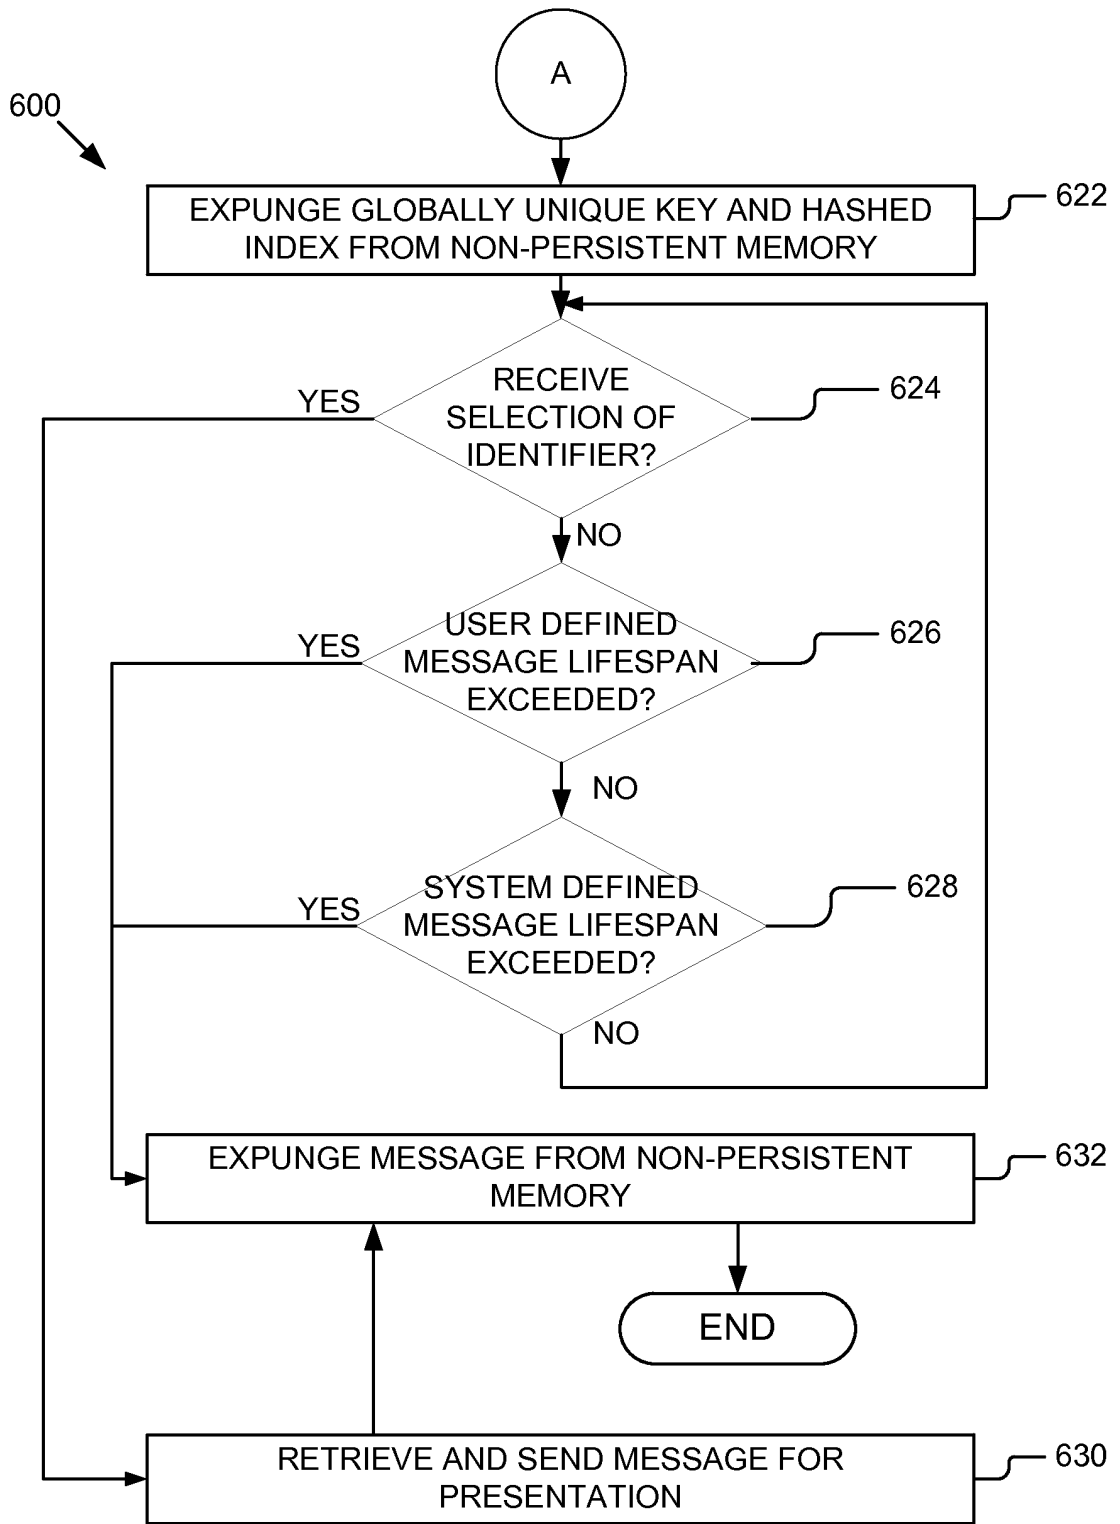 A
600
EXPUNGE GLOBALLY UNIQUE KEY AND HASHED
INDEX FROM NON-PERSISTENT MEMORY
622
RECEIVE
SELECTION OF
IDENTIFIER?
YES
624
NO
USER DEFINED
MESSAGE LIFESPAN
EXCEEDED?
YES
626
NO
SYSTEM DEFINED
MESSAGE LIFESPAN
EXCEEDED?
YES
628
NO
EXPUNGE MESSAGE FROM NON-PERSISTENT
MEMORY
632
END
RETRIEVE AND SEND MESSAGE FOR
PRESENTATION
630